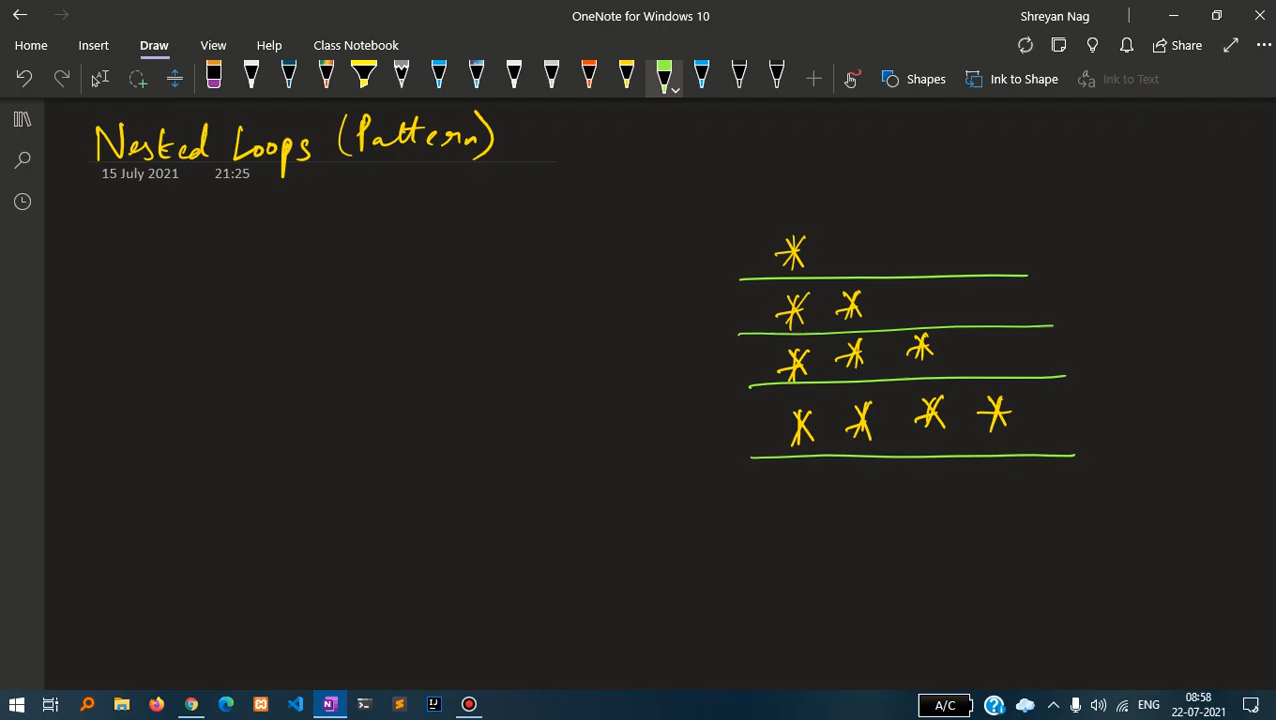 OneNote for Windows 10
Shreyan Nag
Home Insert Draw View Help Class Notebook
Share
Shapes Ink to Shape Ink to Text
Nested Loops (Pattern)
15 July 2021 21:25
*
* *
* * *
* * * *
A/C
ENG
08:58
22-07-2021